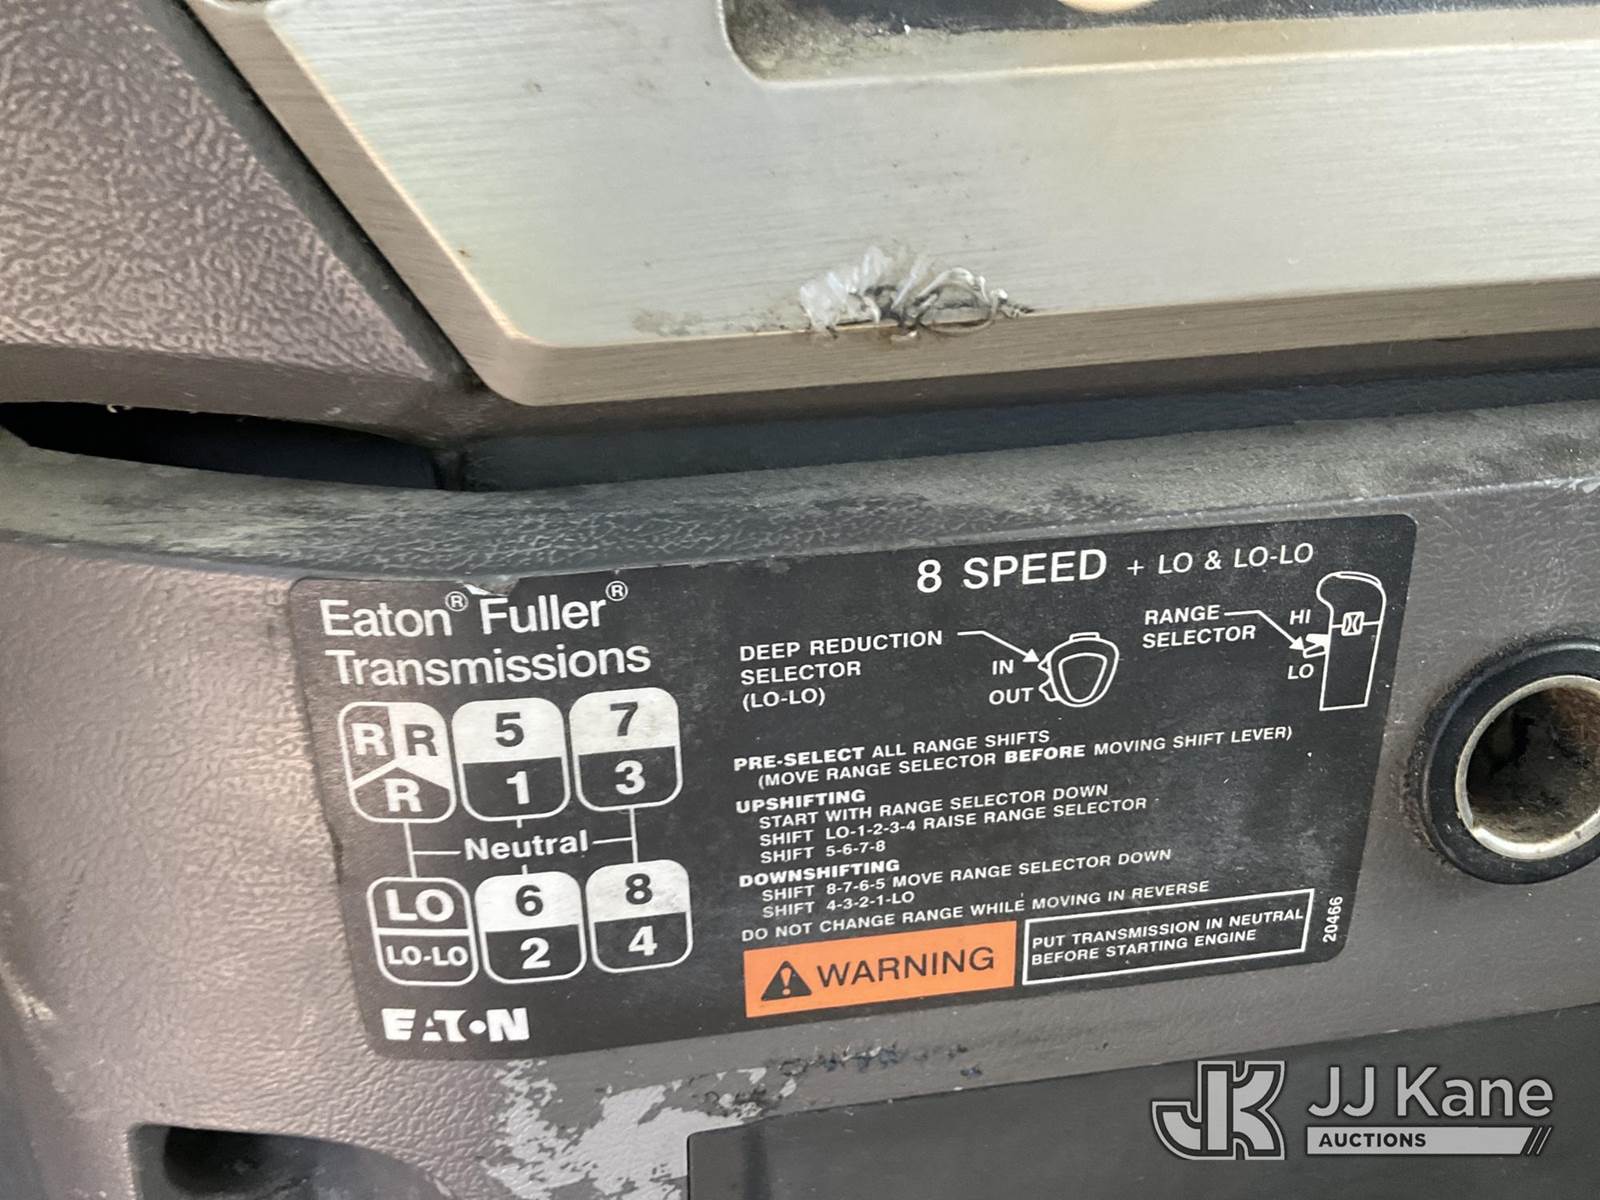 8 SPEED + LO & LO-LO
Eaton® Fuller®
Transmissions
R R 5 7
R 1 3
Neutral
LO 6 8
LO-LO 2 4
EATON
DEEP REDUCTION
SELECTOR
(LO-LO)
IN
OUT
RANGE
SELECTOR
HI
LO
PRE-SELECT ALL RANGE SHIFTS
(MOVE RANGE SELECTOR BEFORE MOVING SHIFT LEVER)
UPSHIFTING
START WITH RANGE SELECTOR DOWN
SHIFT LO-1-2-3-4 RAISE RANGE SELECTOR
SHIFT 5-6-7-8
DOWNSHIFTING
SHIFT 8-7-6-5 MOVE RANGE SELECTOR DOWN
SHIFT 4-3-2-1-LO
DO NOT CHANGE RANGE WHILE MOVING IN REVERSE
WARNING
PUT TRANSMISSION IN NEUTRAL
BEFORE STARTING ENGINE
20466
JK JJ Kane
AUCTIONS